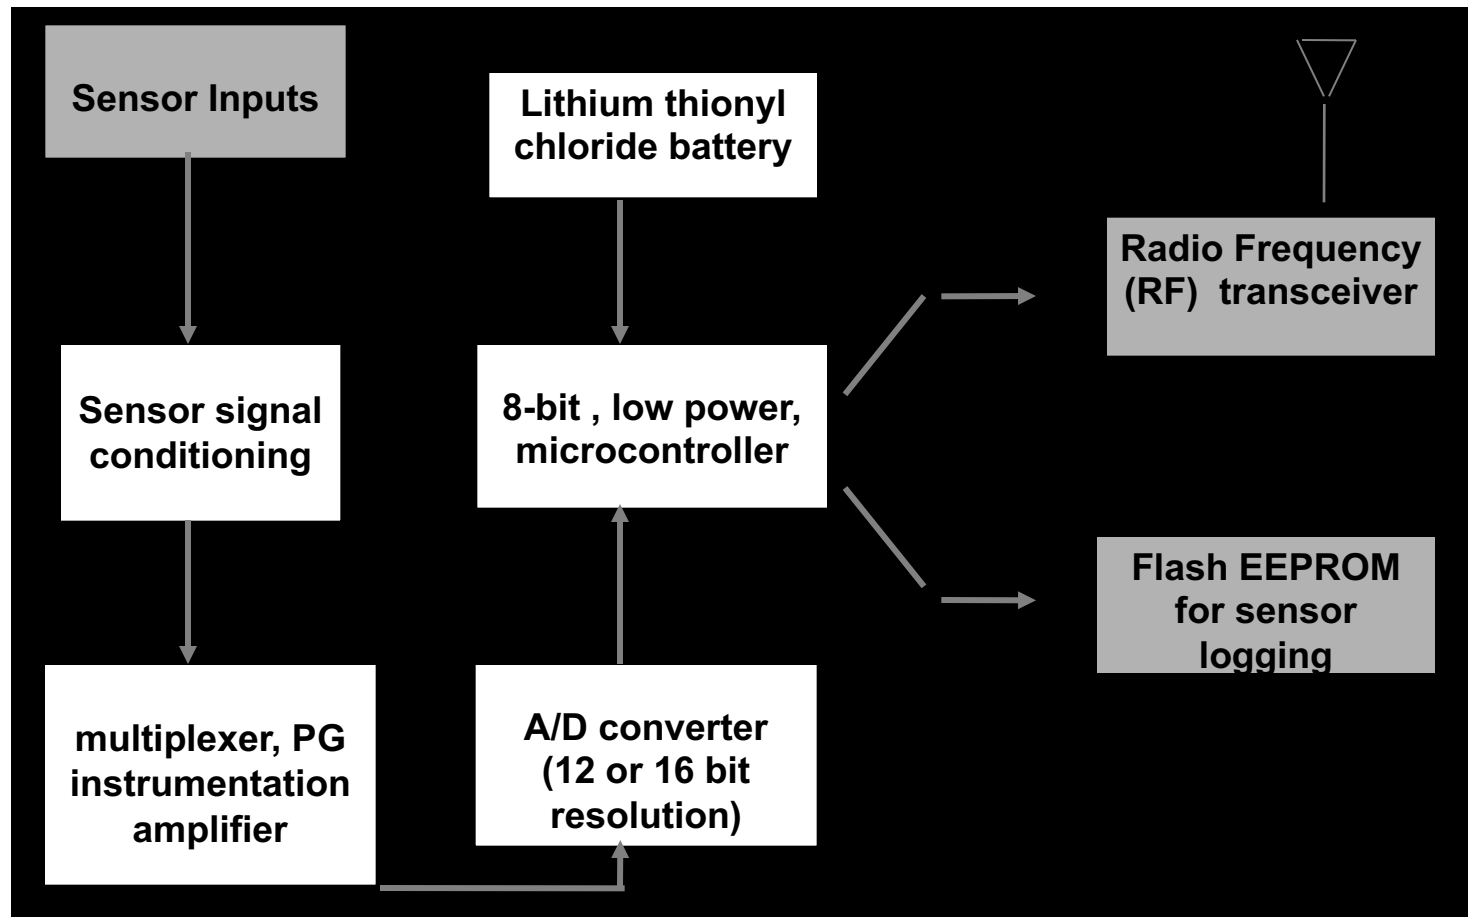 Sensor Inputs
Lithium thionyl
chloride battery
Radio Frequency
(RF) transceiver
Sensor signal
conditioning
8-bit , low power,
microcontroller
Flash EEPROM
for sensor
logging
multiplexer, PG
instrumentation
amplifier
A/D converter
(12 or 16 bit
resolution)